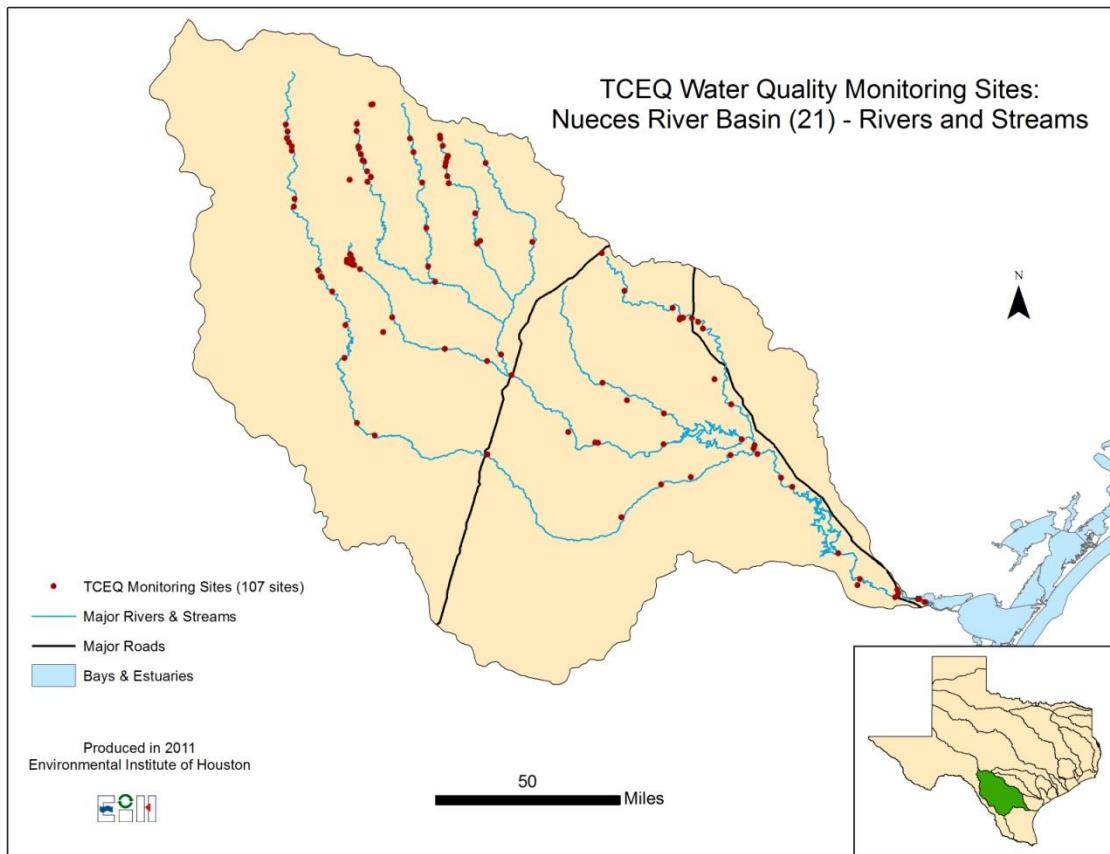 TCEQ Water Quality Monitoring Sites:
Nueces River Basin (21) - Rivers and Streams
N
TCEQ Monitoring Sites (107 sites)
Major Rivers & Streams
Major Roads
Bays & Estuaries
Produced in 2011
Environmental Institute of Houston
EIH
50
Miles